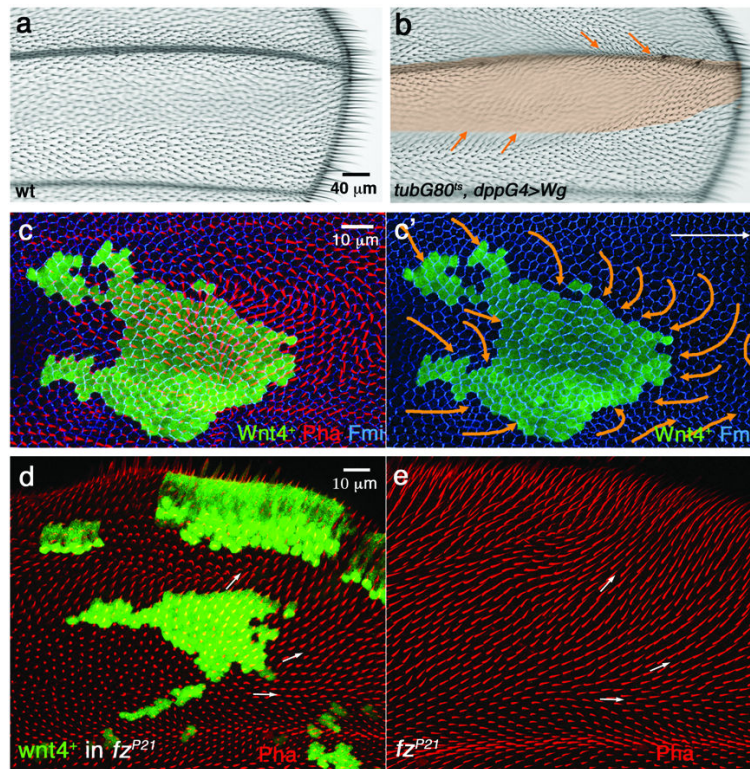 a
wt
40 µm
b
tubG80ts, dppG4>Wg
c
10 µm
Wnt4+ Pha Fmi
c'
Wnt4+ Fm
d
10 µm
wnt4+ in fzP21
Pha
e
fzP21
Pha